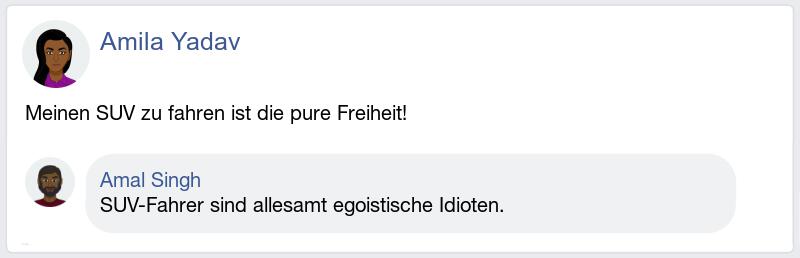 Amila Yadav
Meinen SUV zu fahren ist die pure Freiheit!
Amal Singh
SUV-Fahrer sind allesamt egoistische Idioten.